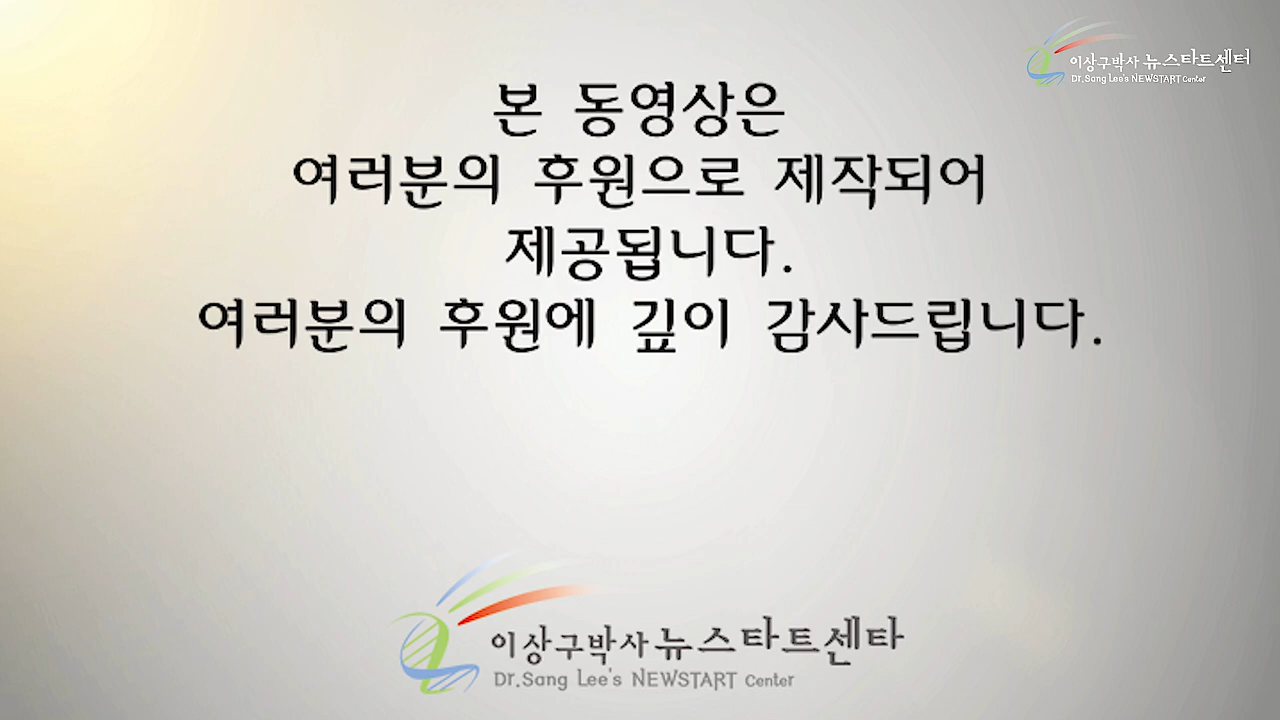 이상구박사 뉴스타트센터
Dr.Sang Lee's NEWSTART Center
본 동영상은
여러분의 후원으로 제작되어
제공됩니다.
여러분의 후원에 깊이 감사드립니다.
이상구박사 뉴스타트센타
Dr.Sang Lee's NEWSTART Center